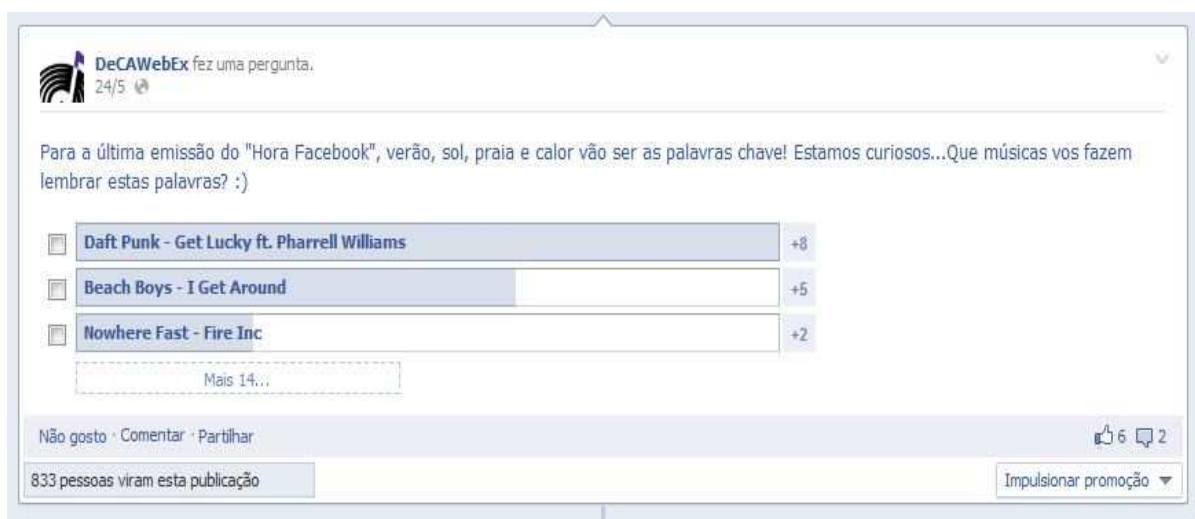 DeCAWebEx fez uma pergunta.
24/5
Para a última emissão do "Hora Facebook", verão, sol, praia e calor vão ser as palavras chave! Estamos curiosos...Que músicas vos fazem
lembrar estas palavras? :)
Daft Punk - Get Lucky ft. Pharrell Williams +8
Beach Boys - I Get Around +5
Nowhere Fast - Fire Inc +2
Mais 14...
Não gosto · Comentar · Partilhar 6 2
833 pessoas viram esta publicação Impulsionar promoção